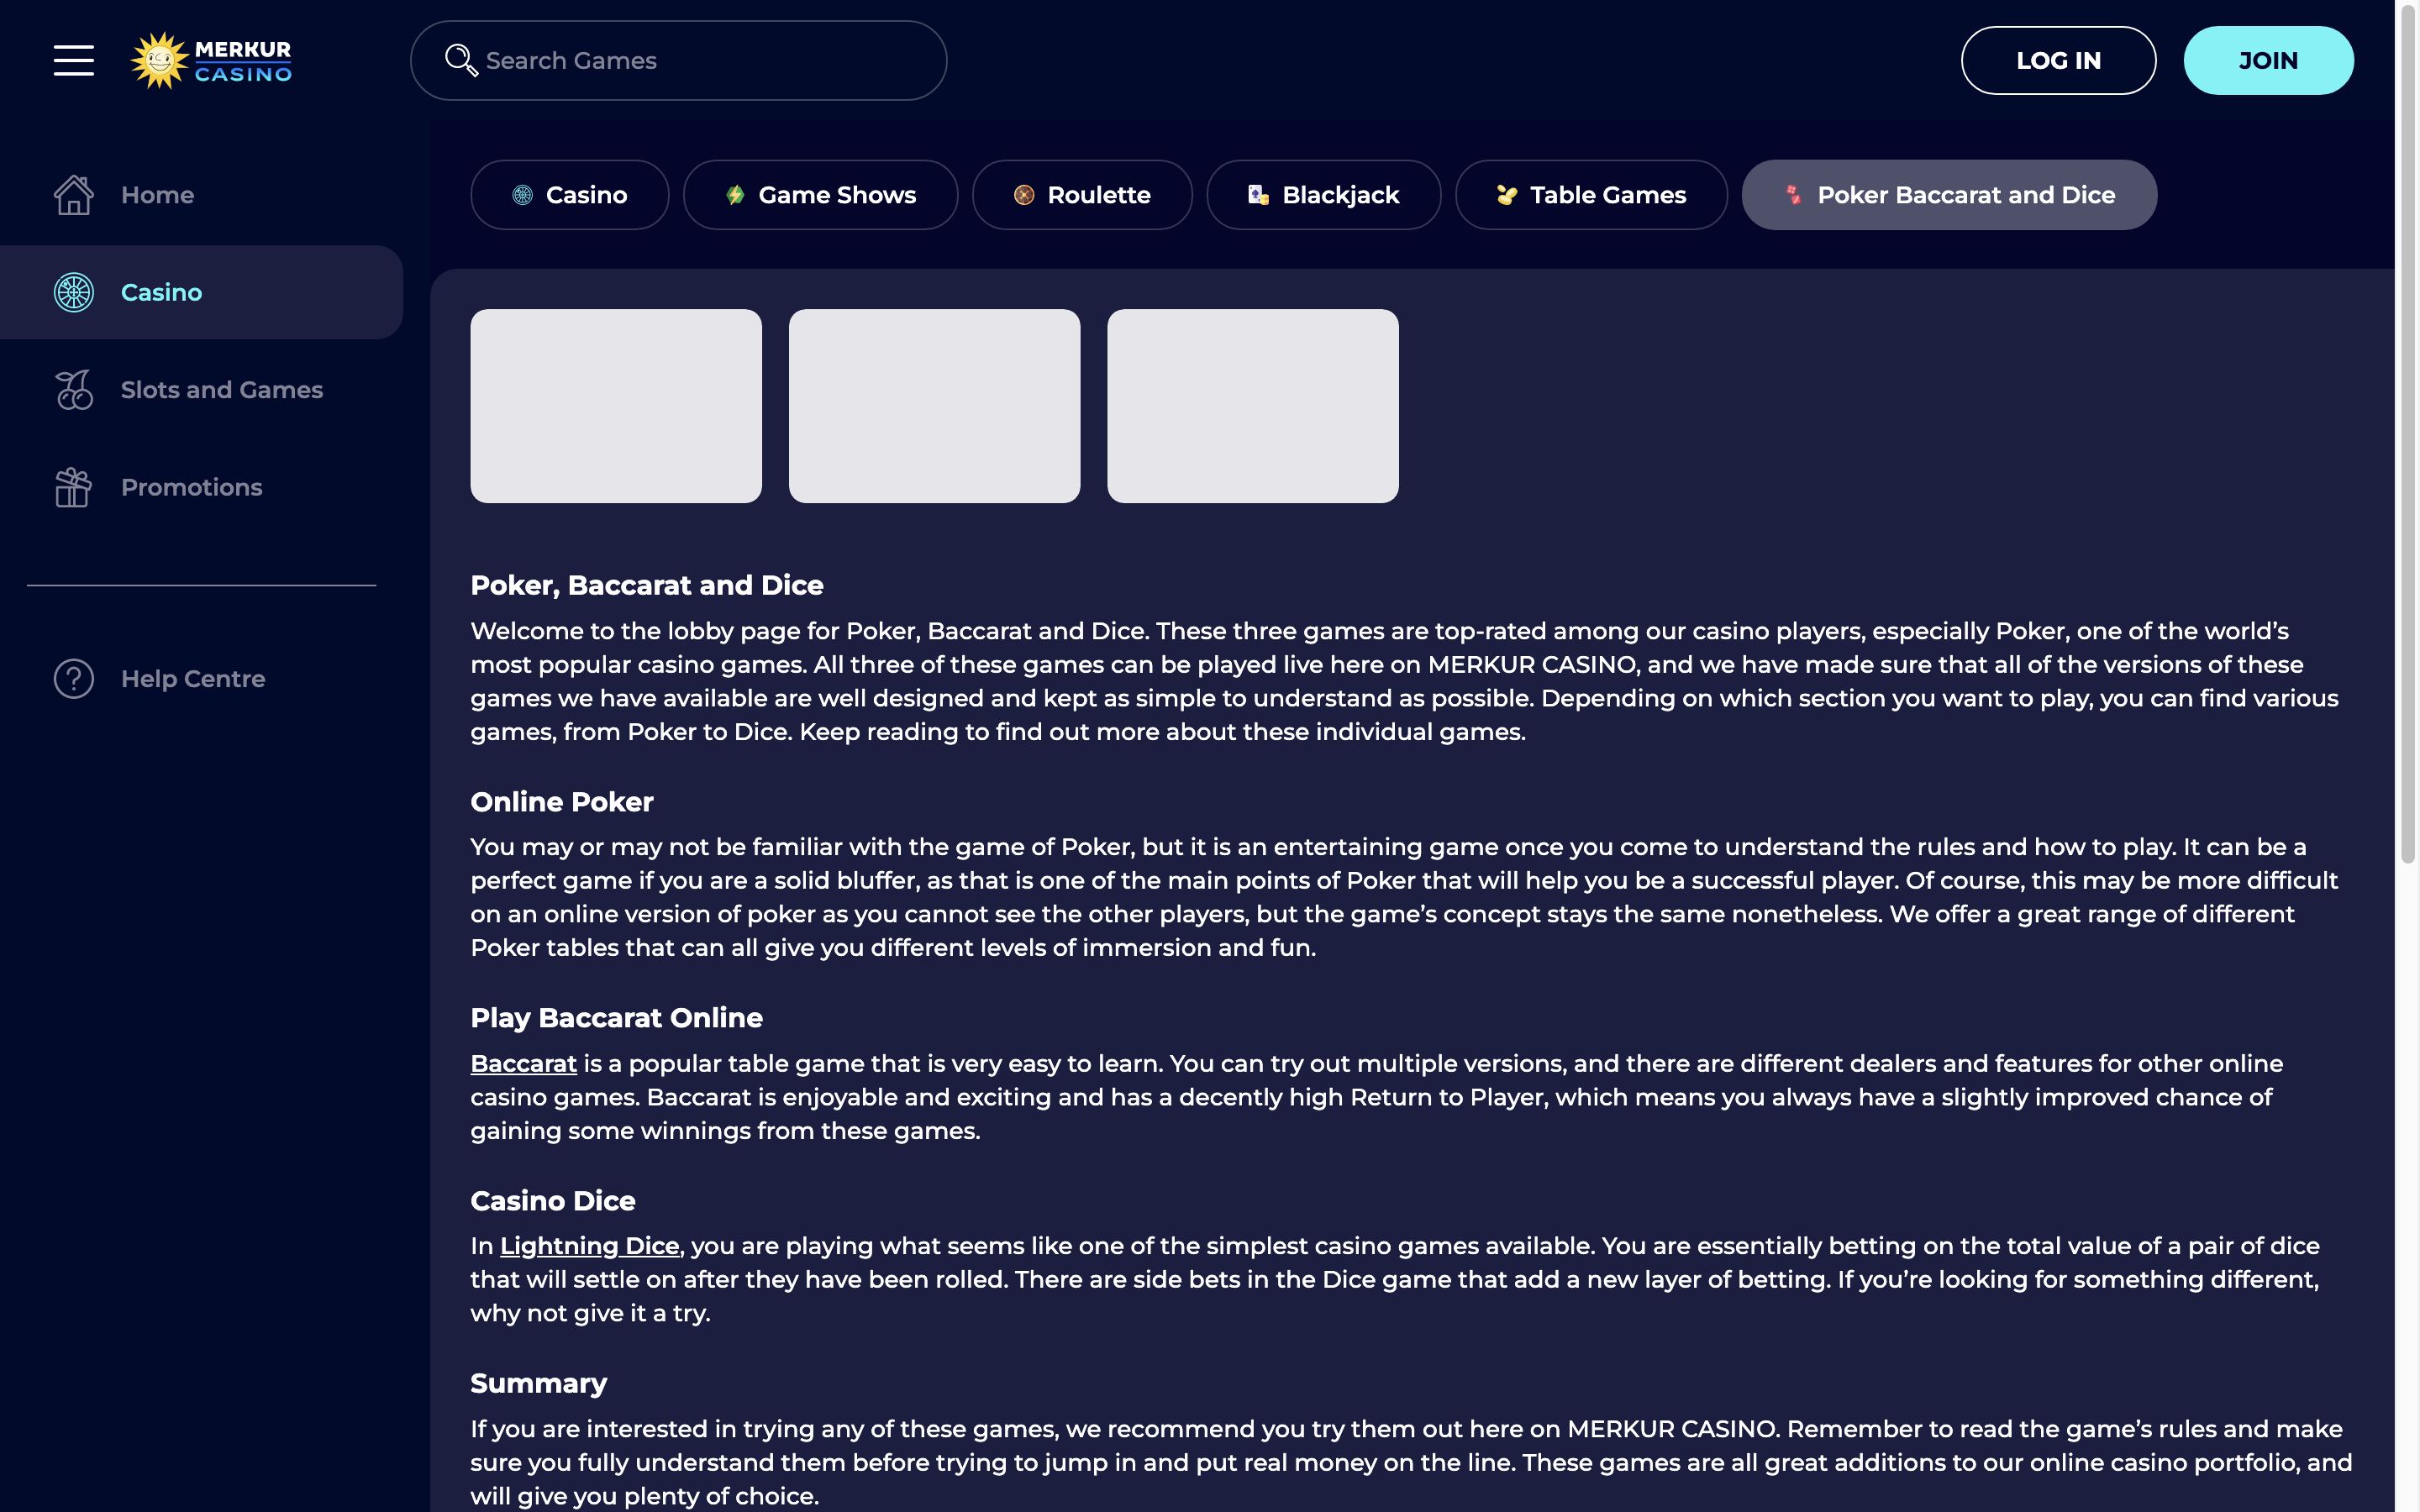 MERKUR
CASINO
Search Games
LOG IN
JOIN
Home
Casino
Slots and Games
Promotions
Help Centre
Casino
Game Shows
Roulette
Blackjack
Table Games
Poker Baccarat and Dice
Poker, Baccarat and Dice
Welcome to the lobby page for Poker, Baccarat and Dice. These three games are top-rated among our casino players, especially Poker, one of the world’s
most popular casino games. All three of these games can be played live here on MERKUR CASINO, and we have made sure that all of the versions of these
games we have available are well designed and kept as simple to understand as possible. Depending on which section you want to play, you can find various
games, from Poker to Dice. Keep reading to find out more about these individual games.
Online Poker
You may or may not be familiar with the game of Poker, but it is an entertaining game once you come to understand the rules and how to play. It can be a
perfect game if you are a solid bluffer, as that is one of the main points of Poker that will help you be a successful player. Of course, this may be more difficult
on an online version of poker as you cannot see the other players, but the game’s concept stays the same nonetheless. We offer a great range of different
Poker tables that can all give you different levels of immersion and fun.
Play Baccarat Online
Baccarat is a popular table game that is very easy to learn. You can try out multiple versions, and there are different dealers and features for other online
casino games. Baccarat is enjoyable and exciting and has a decently high Return to Player, which means you always have a slightly improved chance of
gaining some winnings from these games.
Casino Dice
In Lightning Dice, you are playing what seems like one of the simplest casino games available. You are essentially betting on the total value of a pair of dice
that will settle on after they have been rolled. There are side bets in the Dice game that add a new layer of betting. If you’re looking for something different,
why not give it a try.
Summary
If you are interested in trying any of these games, we recommend you try them out here on MERKUR CASINO. Remember to read the game’s rules and make
sure you fully understand them before trying to jump in and put real money on the line. These games are all great additions to our online casino portfolio, and
will give you plenty of choice.